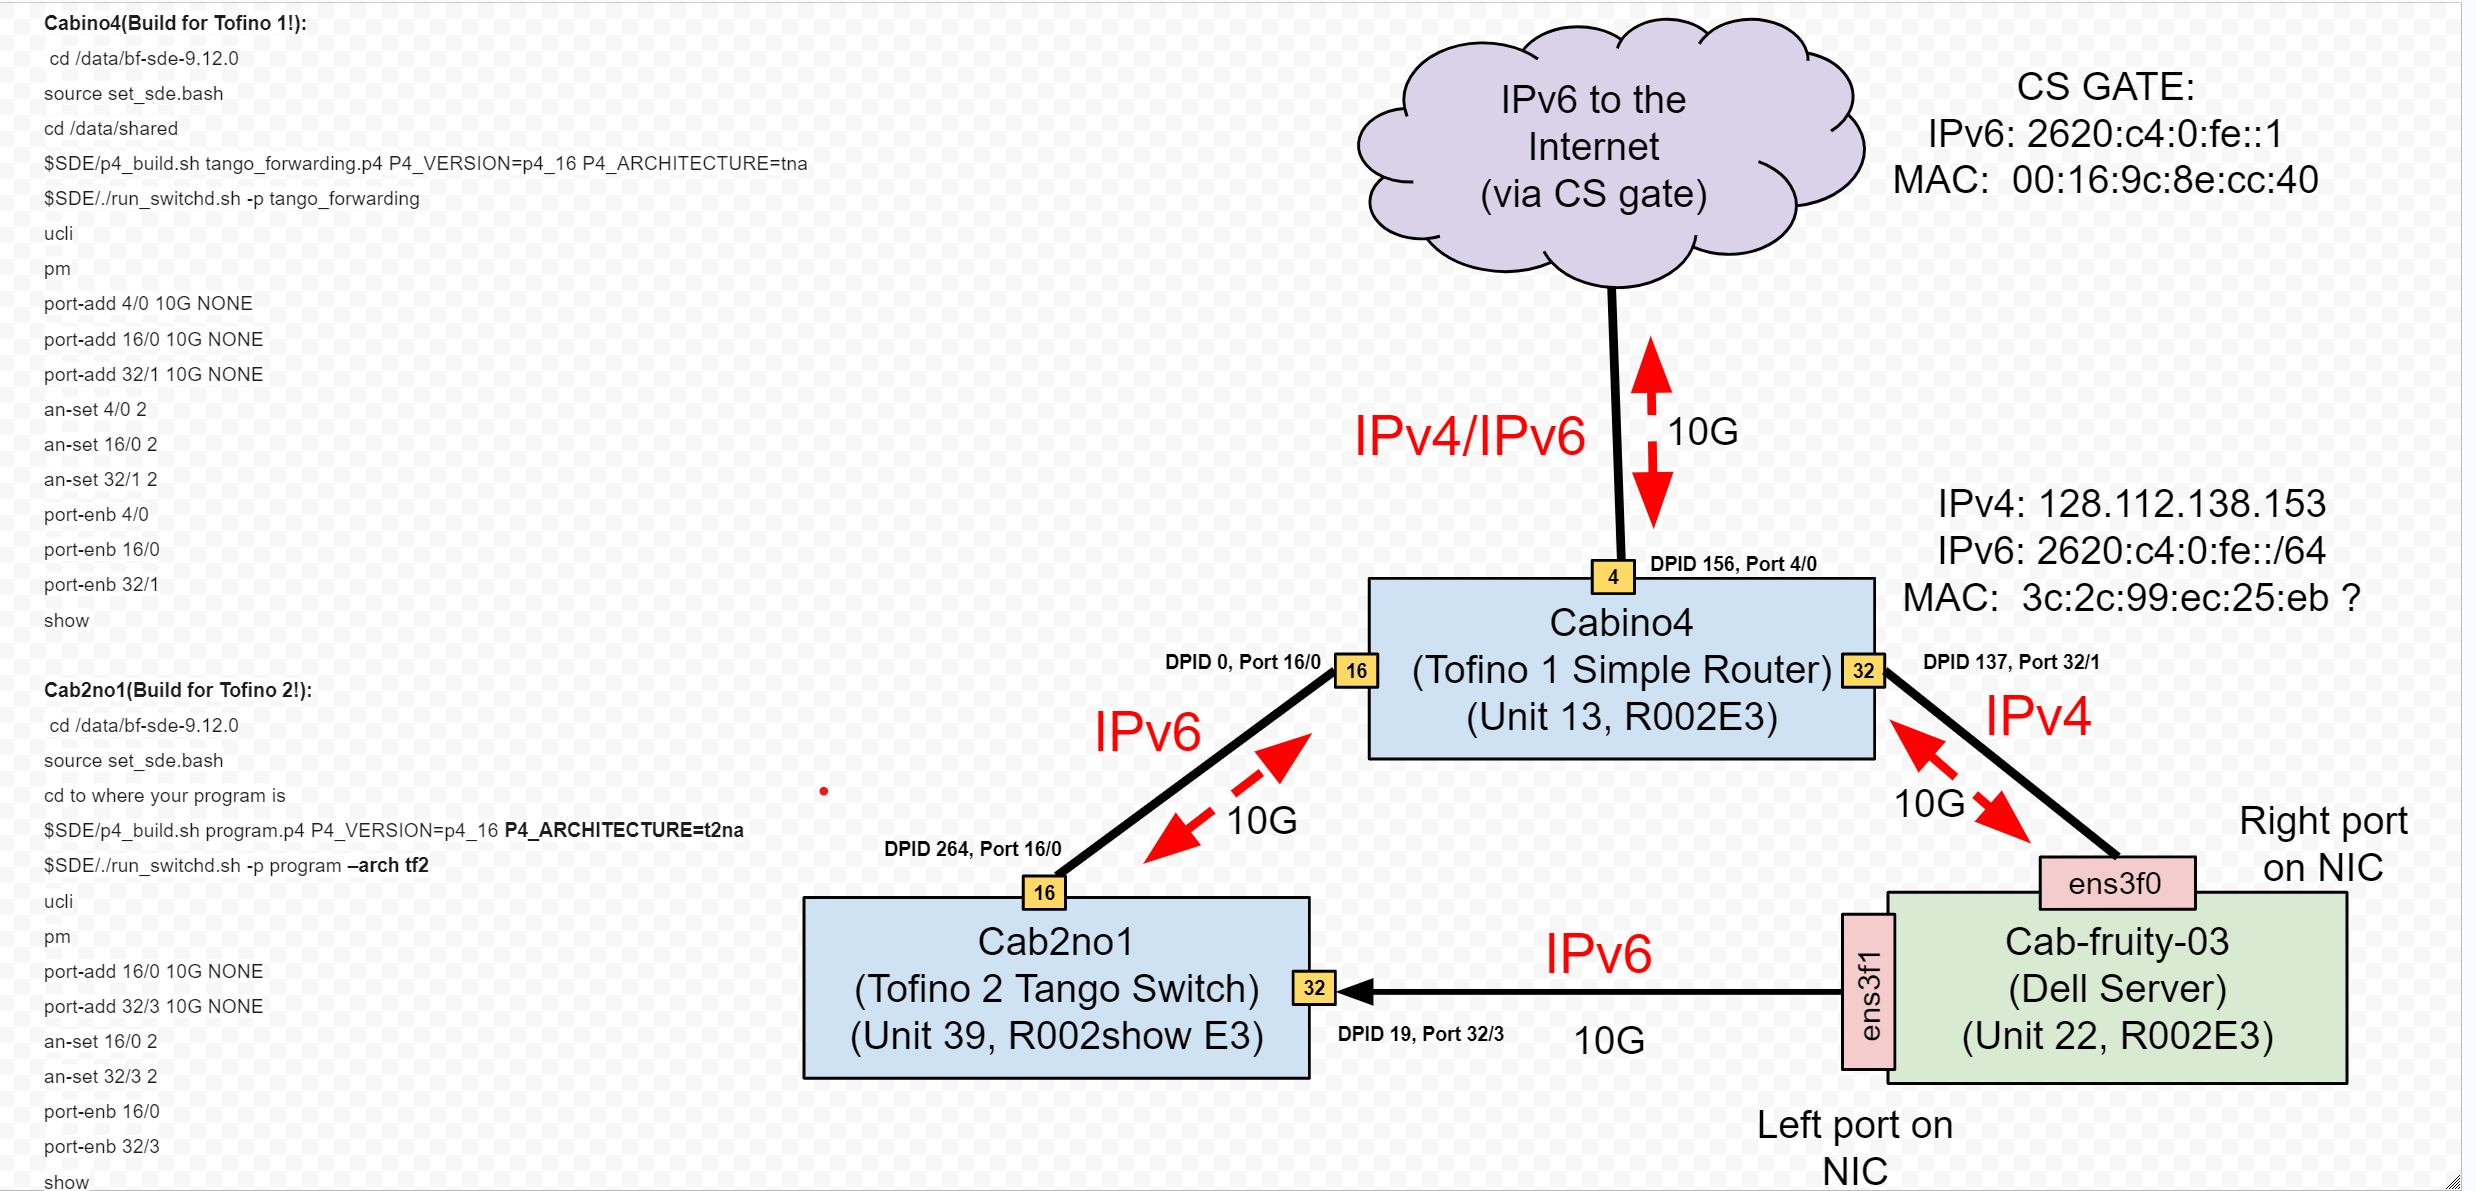 Cabino4(Build for Tofino 1!):
cd /data/bf-sde-9.12.0
source set_sde.bash
cd /data/shared
$SDE/p4_build.sh tango_forwarding.p4 P4_VERSION=p4_16 P4_ARCHITECTURE=tna
$SDE/./run_switchd.sh -p tango_forwarding
ucli
pm
port-add 4/0 10G NONE
port-add 16/0 10G NONE
port-add 32/1 10G NONE
an-set 4/0 2
an-set 16/0 2
an-set 32/1 2
port-enb 4/0
port-enb 16/0
port-enb 32/1
show
Cab2no1(Build for Tofino 2!):
cd /data/bf-sde-9.12.0
source set_sde.bash
cd to where your program is
$SDE/p4_build.sh program.p4 P4_VERSION=p4_16 P4_ARCHITECTURE=t2na
$SDE/./run_switchd.sh -p program –arch tf2
ucli
pm
port-add 16/0 10G NONE
port-add 32/3 10G NONE
an-set 16/0 2
an-set 32/3 2
port-enb 16/0
port-enb 32/3
show
IPv6 to the
Internet
(via CS gate)
CS GATE:
IPv6: 2620:c4:0:fe::1
MAC: 00:16:9c:8e:cc:40
IPv4/IPv6
10G
IPv4: 128.112.138.153
IPv6: 2620:c4:0:fe::/64
MAC: 3c:2c:99:ec:25:eb ?
4
DPID 156, Port 4/0
Cabino4
(Tofino 1 Simple Router)
(Unit 13, R002E3)
DPID 0, Port 16/0
16
32
DPID 137, Port 32/1
IPv6
10G
IPv4
10G
Right port
on NIC
DPID 264, Port 16/0
16
Cab2no1
(Tofino 2 Tango Switch)
(Unit 39, R002show E3)
32
DPID 19, Port 32/3
IPv6
10G
ens3f0
ens3f1
Cab-fruity-03
(Dell Server)
(Unit 22, R002E3)
Left port on
NIC